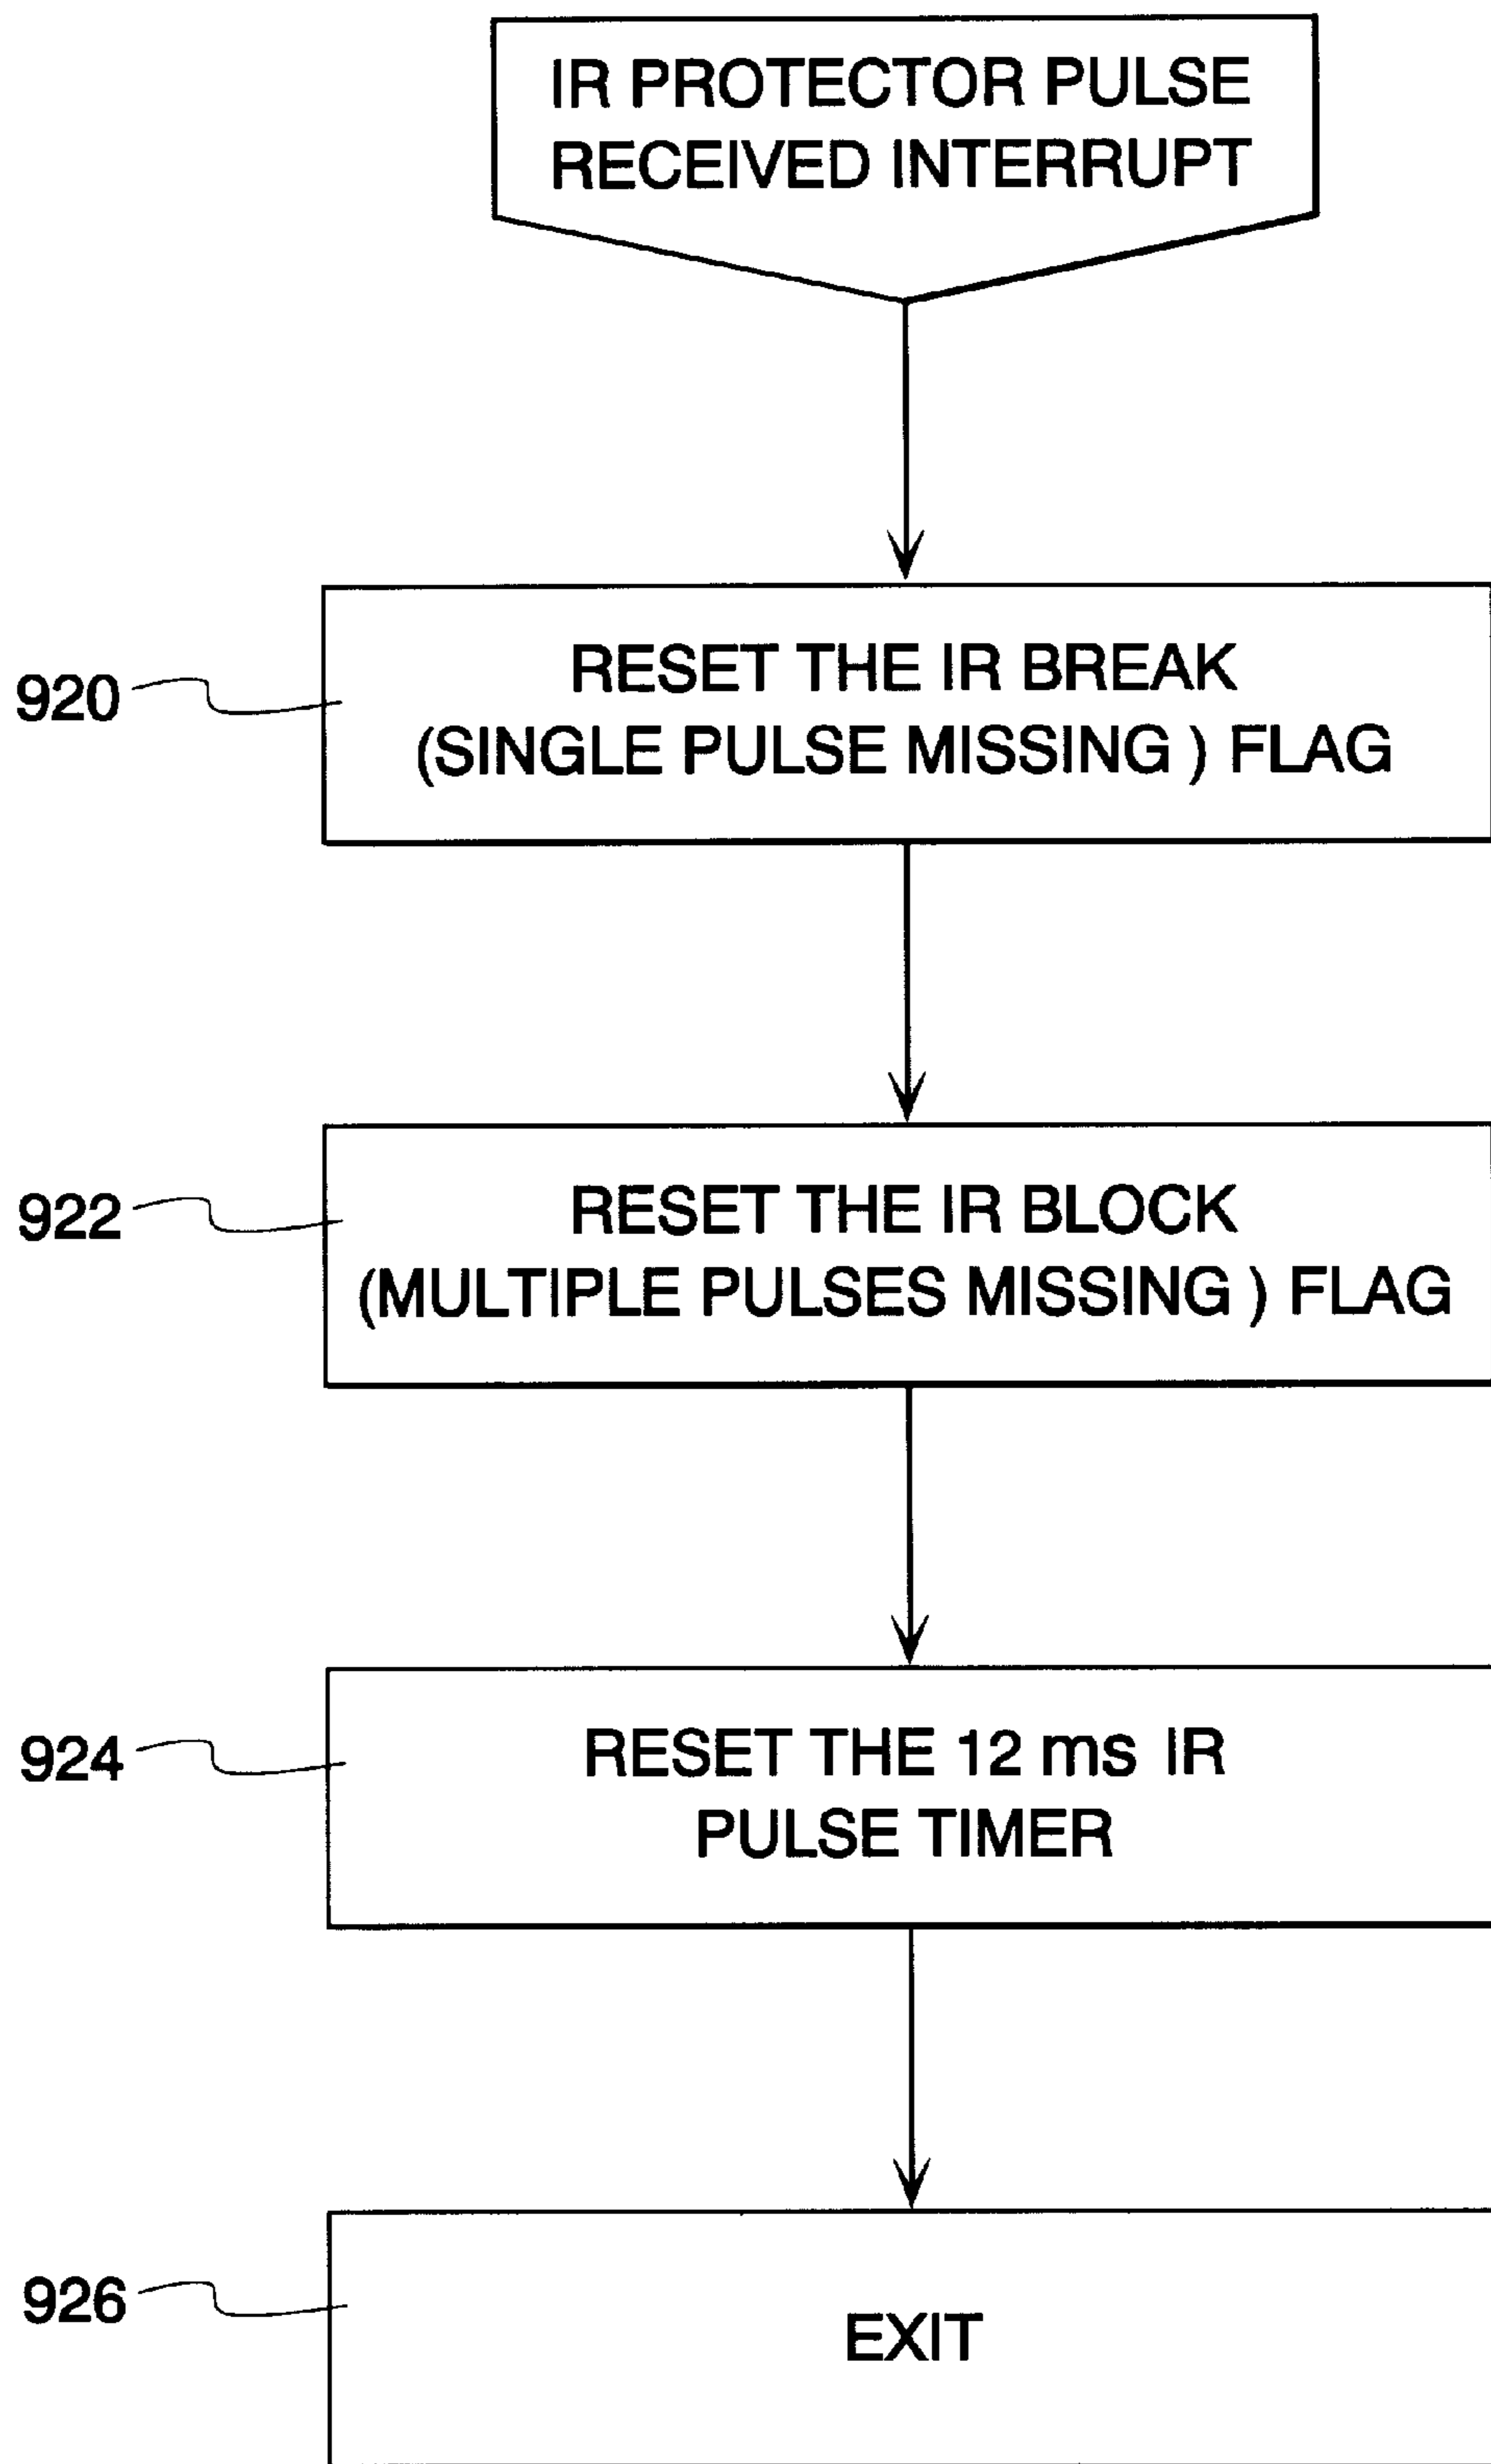 IR PROTECTOR PULSE
RECEIVED INTERRUPT
920
RESET THE IR BREAK
(SINGLE PULSE MISSING ) FLAG
922
RESET THE IR BLOCK
(MULTIPLE PULSES MISSING ) FLAG
924
RESET THE 12 ms IR
PULSE TIMER
926
EXIT